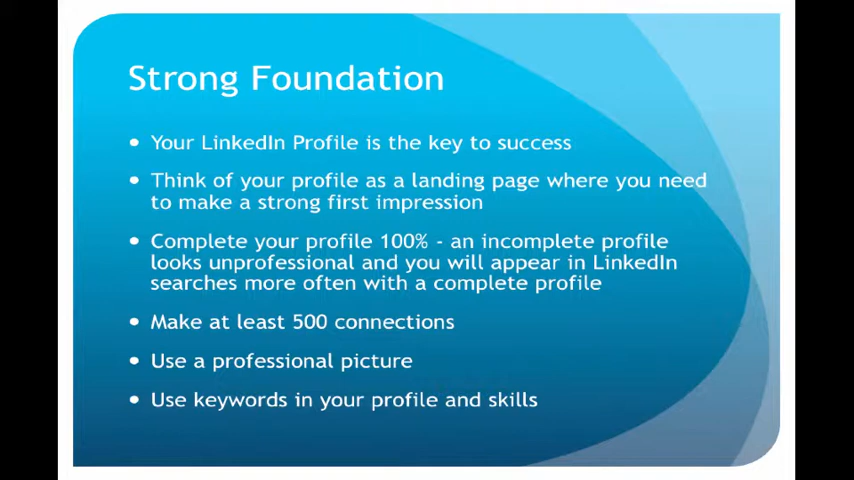 Strong Foundation
• Your LinkedIn Profile is the key to success
• Think of your profile as a landing page where you need
to make a strong first impression
• Complete your profile 100% - an incomplete profile
looks unprofessional and you will appear in LinkedIn
searches more often with a complete profile
• Make at least 500 connections
• Use a professional picture
• Use keywords in your profile and skills